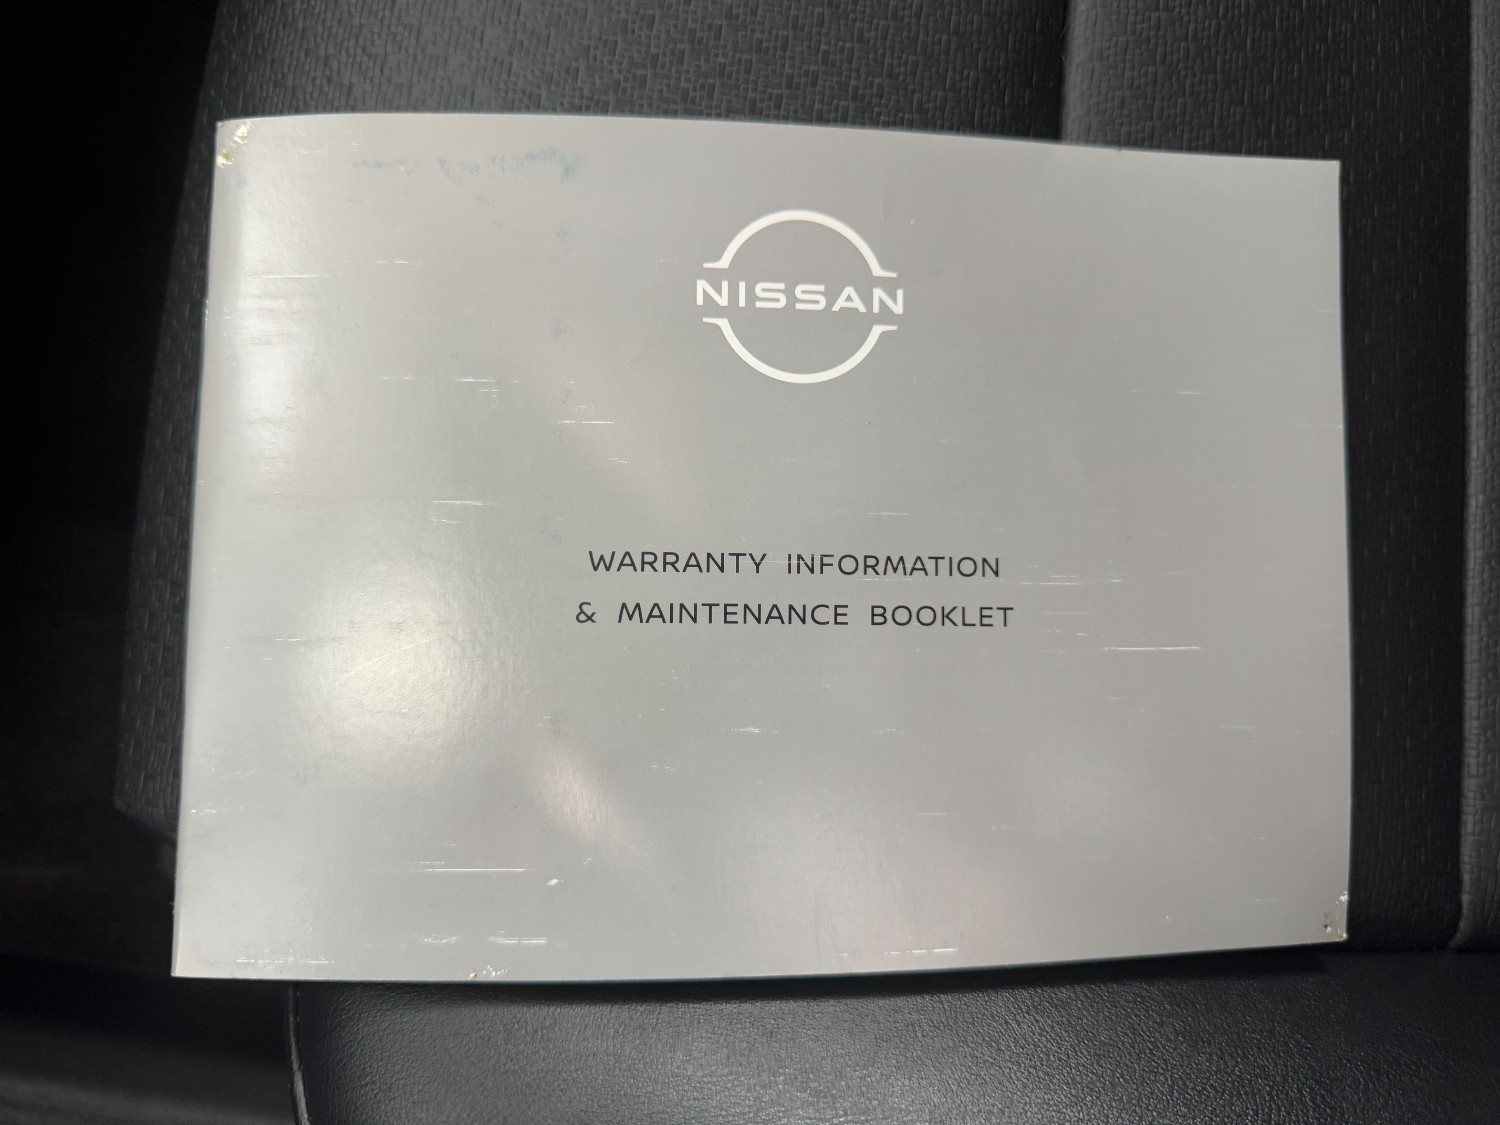 NISSAN
WARRANTY INFORMATION
& MAINTENANCE BOOKLET